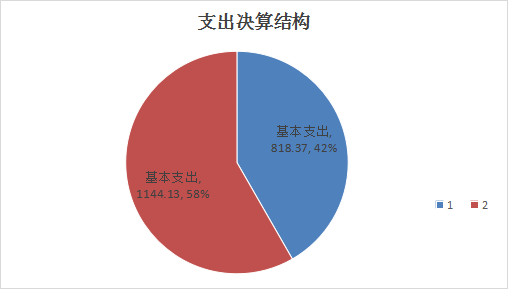 支出决算结构
基本支出,
818.37, 42%
基本支出,
1144.13, 58%
1
2